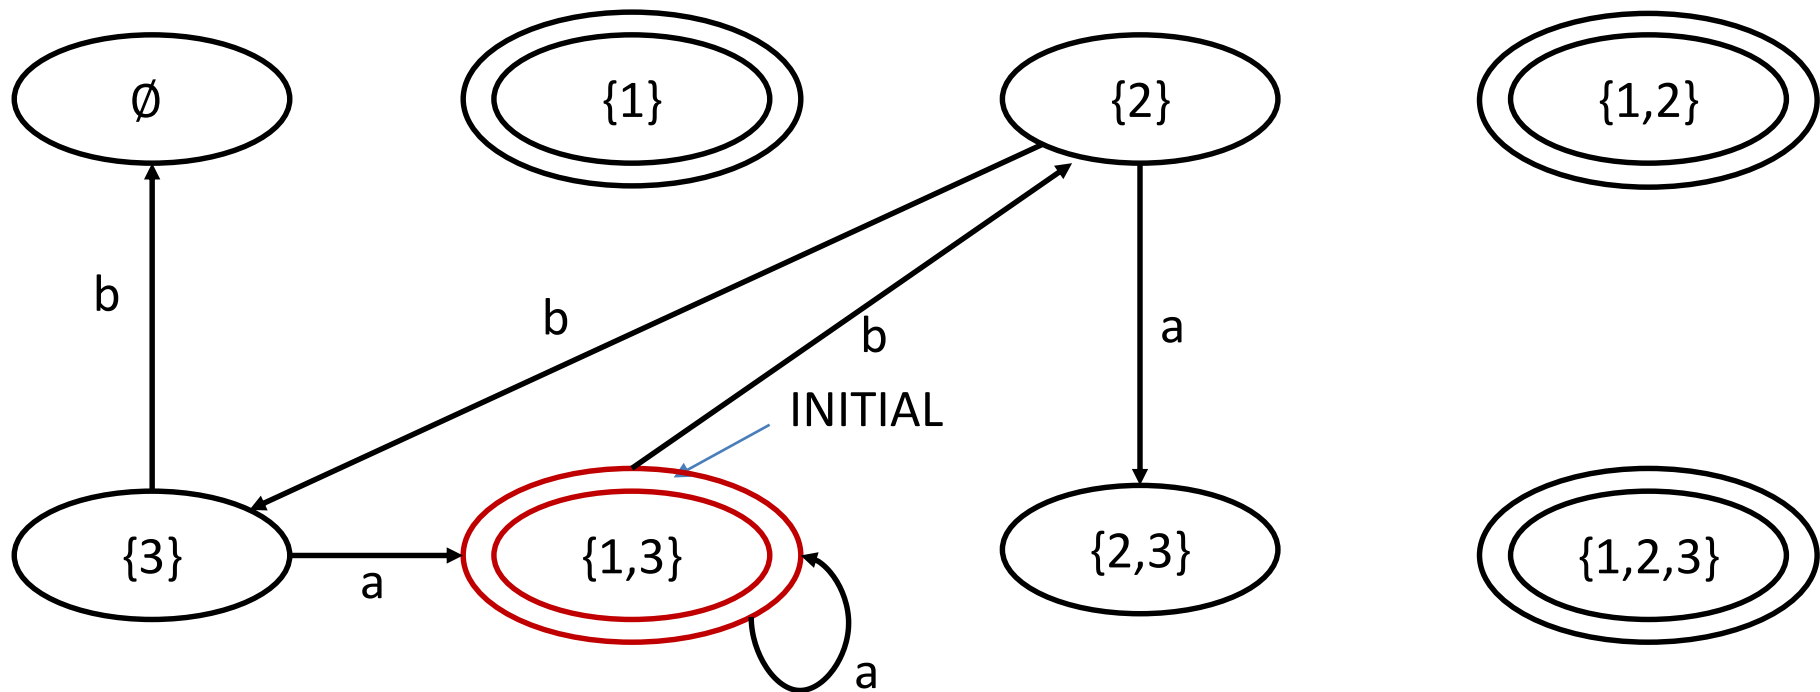 ∅
{1}
{2}
{1,2}
b
b
b
a
INITIAL
{3}
a
{1,3}
{2,3}
{1,2,3}
a